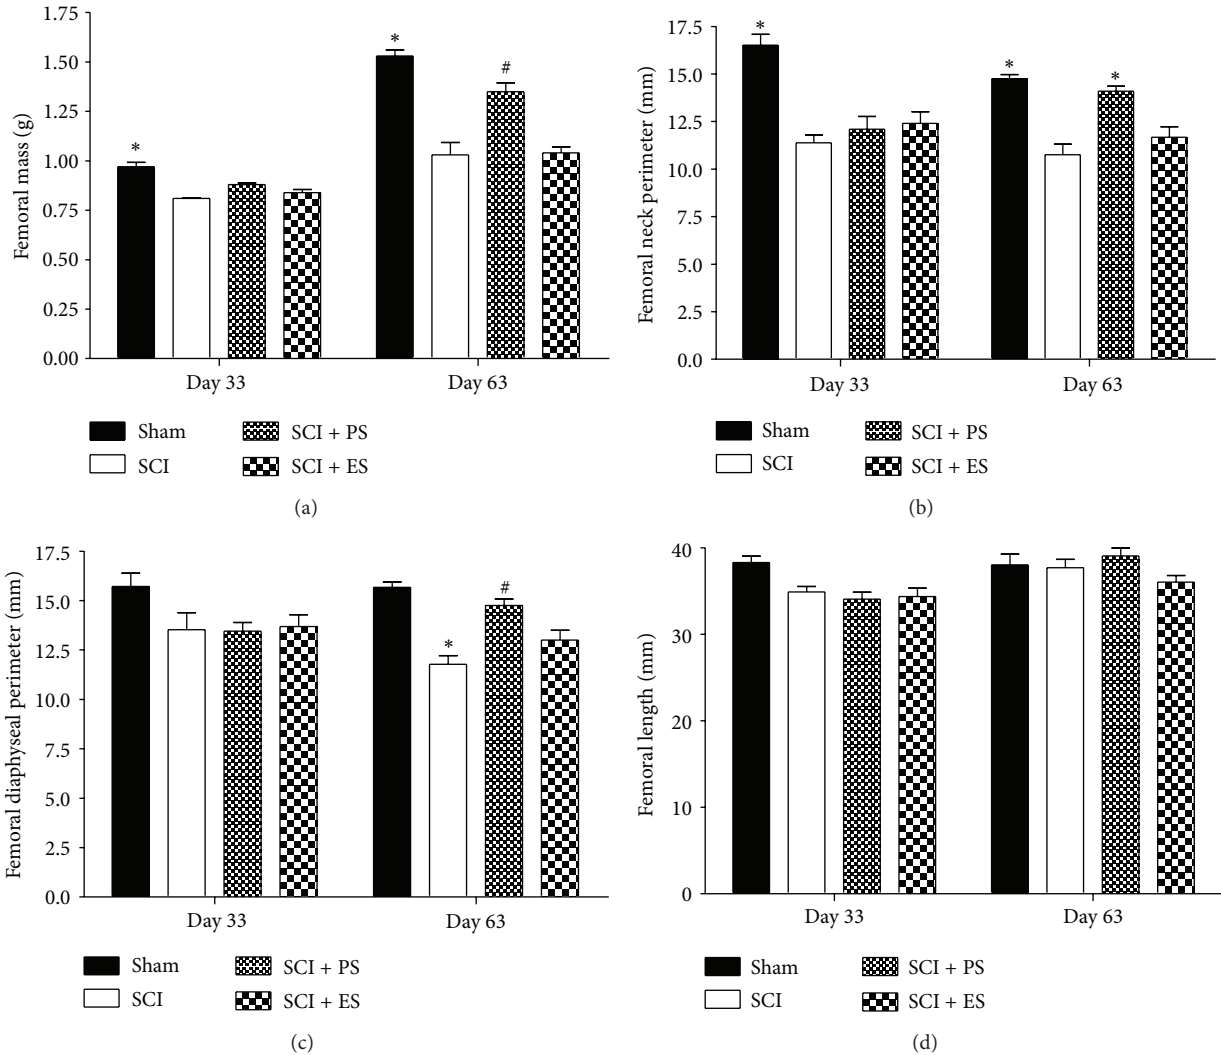 Femoral mass (g)
1.75
1.50
1.25
1.00
0.75
0.50
0.25
0.00
*
*
#
Day 33
Day 63
Sham
SCI + PS
SCI
SCI + ES
(a)
Femoral neck perimeter (mm)
17.5
15.0
12.5
10.0
7.5
5.0
2.5
0.0
*
*
*
Day 33
Day 63
Sham
SCI + PS
SCI
SCI + ES
(b)
Femoral diaphyseal perimeter (mm)
17.5
15.0
12.5
10.0
7.5
5.0
2.5
0.0
*
#
Day 33
Day 63
Sham
SCI + PS
SCI
SCI + ES
(c)
Femoral length (mm)
40
30
20
10
0
Day 33
Day 63
Sham
SCI + PS
SCI
SCI + ES
(d)